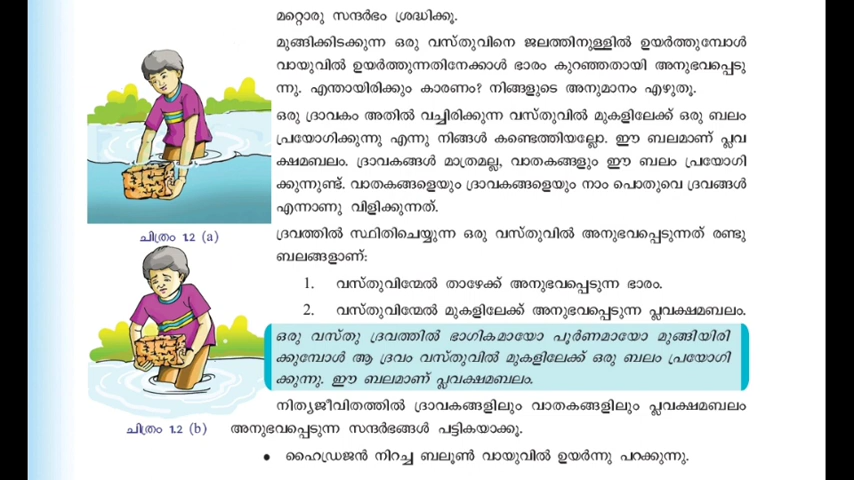 മറ്റൊരു സന്ദർഭം ശ്രദ്ധിക്കൂ.
മുങ്ങിക്കിടക്കുന്ന ഒരു വസ്തുവിനെ ജലത്തിനുള്ളിൽ ഉയർത്തുമ്പോൾ
വായുവിൽ ഉയർത്തുന്നതിനേക്കാൾ ഭാരം കുറഞ്ഞതായി അനുഭവപ്പെടു
ന്നു. എന്തായിരിക്കും കാരണം? നിങ്ങളുടെ അനുമാനം എഴുതൂ.
ഒരു ദ്രാവകം അതിൽ വച്ചിരിക്കുന്ന വസ്തുവിൽ മുകളിലേക്ക് ഒരു ബലം
പ്രയോഗിക്കുന്നു എന്നു നിങ്ങൾ കണ്ടെത്തിയല്ലോ. ഈ ബലമാണ് പ്ലവ
ക്ഷമബലം. ദ്രാവകങ്ങൾ മാത്രമല്ല, വാതകങ്ങളും ഈ ബലം പ്രയോഗി
ക്കുന്നുണ്ട്. വാതകങ്ങളെയും ദ്രാവകങ്ങളെയും നാം പൊതുവെ ദ്രവങ്ങൾ
എന്നാണു വിളിക്കുന്നത്.
ചിത്രം 1.2 (a)
ദ്രവത്തിൽ സ്ഥിതിചെയ്യുന്ന ഒരു വസ്തുവിൽ അനുഭവപ്പെടുന്നത് രണ്ടു
ബലങ്ങളാണ്:
1. വസ്തുവിന്മേൽ താഴേക്ക് അനുഭവപ്പെടുന്ന ഭാരം.
2. വസ്തുവിന്മേൽ മുകളിലേക്ക് അനുഭവപ്പെടുന്ന പ്ലവക്ഷമബലം.
ഒരു വസ്തു ദ്രവത്തിൽ ഭാഗികമായോ പൂർണമായോ മുങ്ങിയിരി
ക്കുമ്പോൾ ആ ദ്രവം വസ്തുവിൽ മുകളിലേക്ക് ഒരു ബലം പ്രയോഗി
ക്കുന്നു. ഈ ബലമാണ് പ്ലവക്ഷമബലം.
നിത്യജീവിതത്തിൽ ദ്രാവകങ്ങളിലും വാതകങ്ങളിലും പ്ലവക്ഷമബലം
ചിത്രം 1.2 (b)
അനുഭവപ്പെടുന്ന സന്ദർഭങ്ങൾ പട്ടികയാക്കൂ.
• ഹൈഡ്രജൻ നിറച്ച ബലൂൺ വായുവിൽ ഉയർന്നു പറക്കുന്നു.